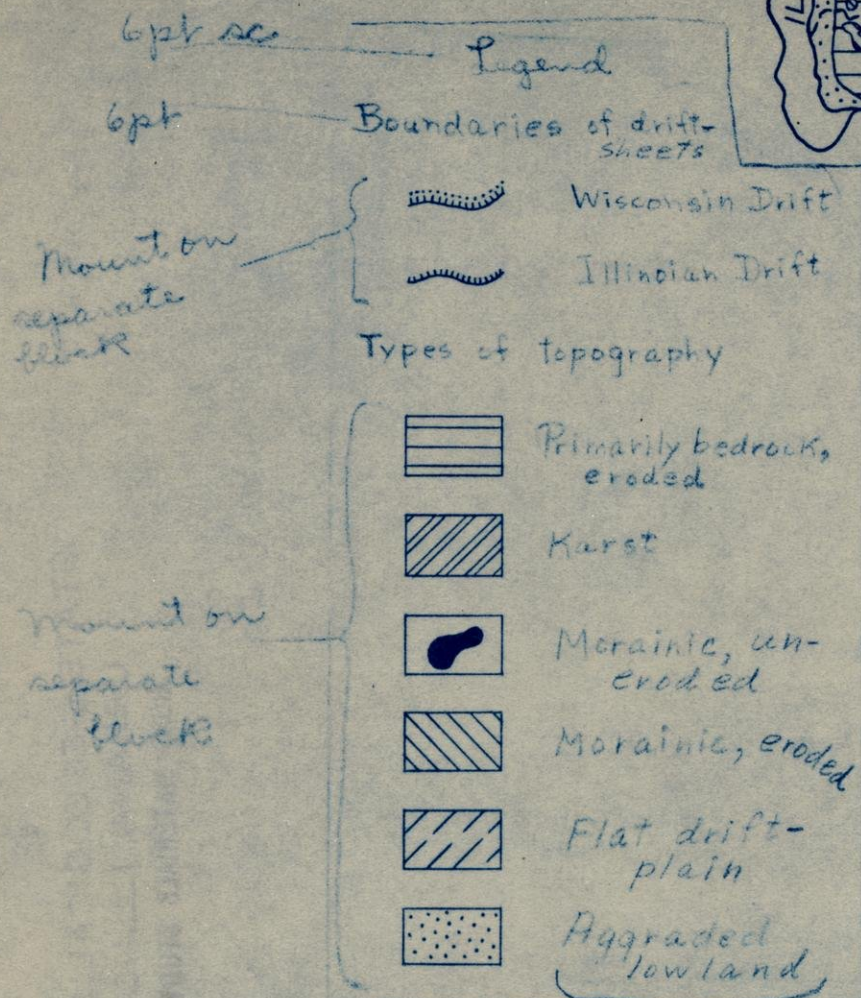 6pt sc
Legend
6pt
Boundaries of drift-
sheets
Wisconsin Drift
Illinoian Drift
Mount on
separate
block
Types of topography
Primarily bedrock,
eroded
Karst
Morainic, un-
eroded
Mount on
separate
block
Morainic, eroded
Flat drift-
plain
Aggraded
lowland